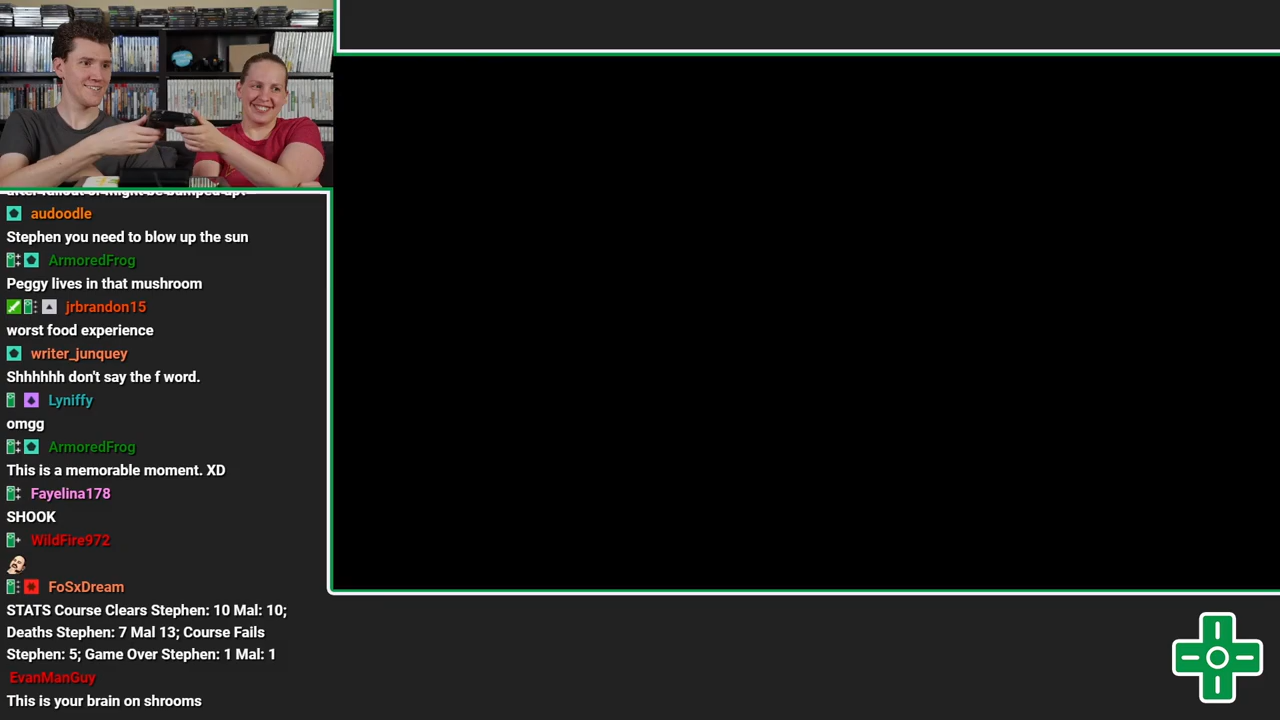 audoodle
Stephen you need to blow up the sun
ArmoredFrog
Peggy lives in that mushroom
jrbrandon15
worst food experience
writer_junquey
Shhhhhh don't say the f word.
Lyniffy
omgg
ArmoredFrog
This is a memorable moment. XD
Fayelina178
SHOOK
WildFire972
FoSxDream
STATS Course Clears Stephen: 10 Mal: 10;
Deaths Stephen: 7 Mal 13; Course Fails
Stephen: 5; Game Over Stephen: 1 Mal: 1
EvanManGuy
This is your brain on shrooms